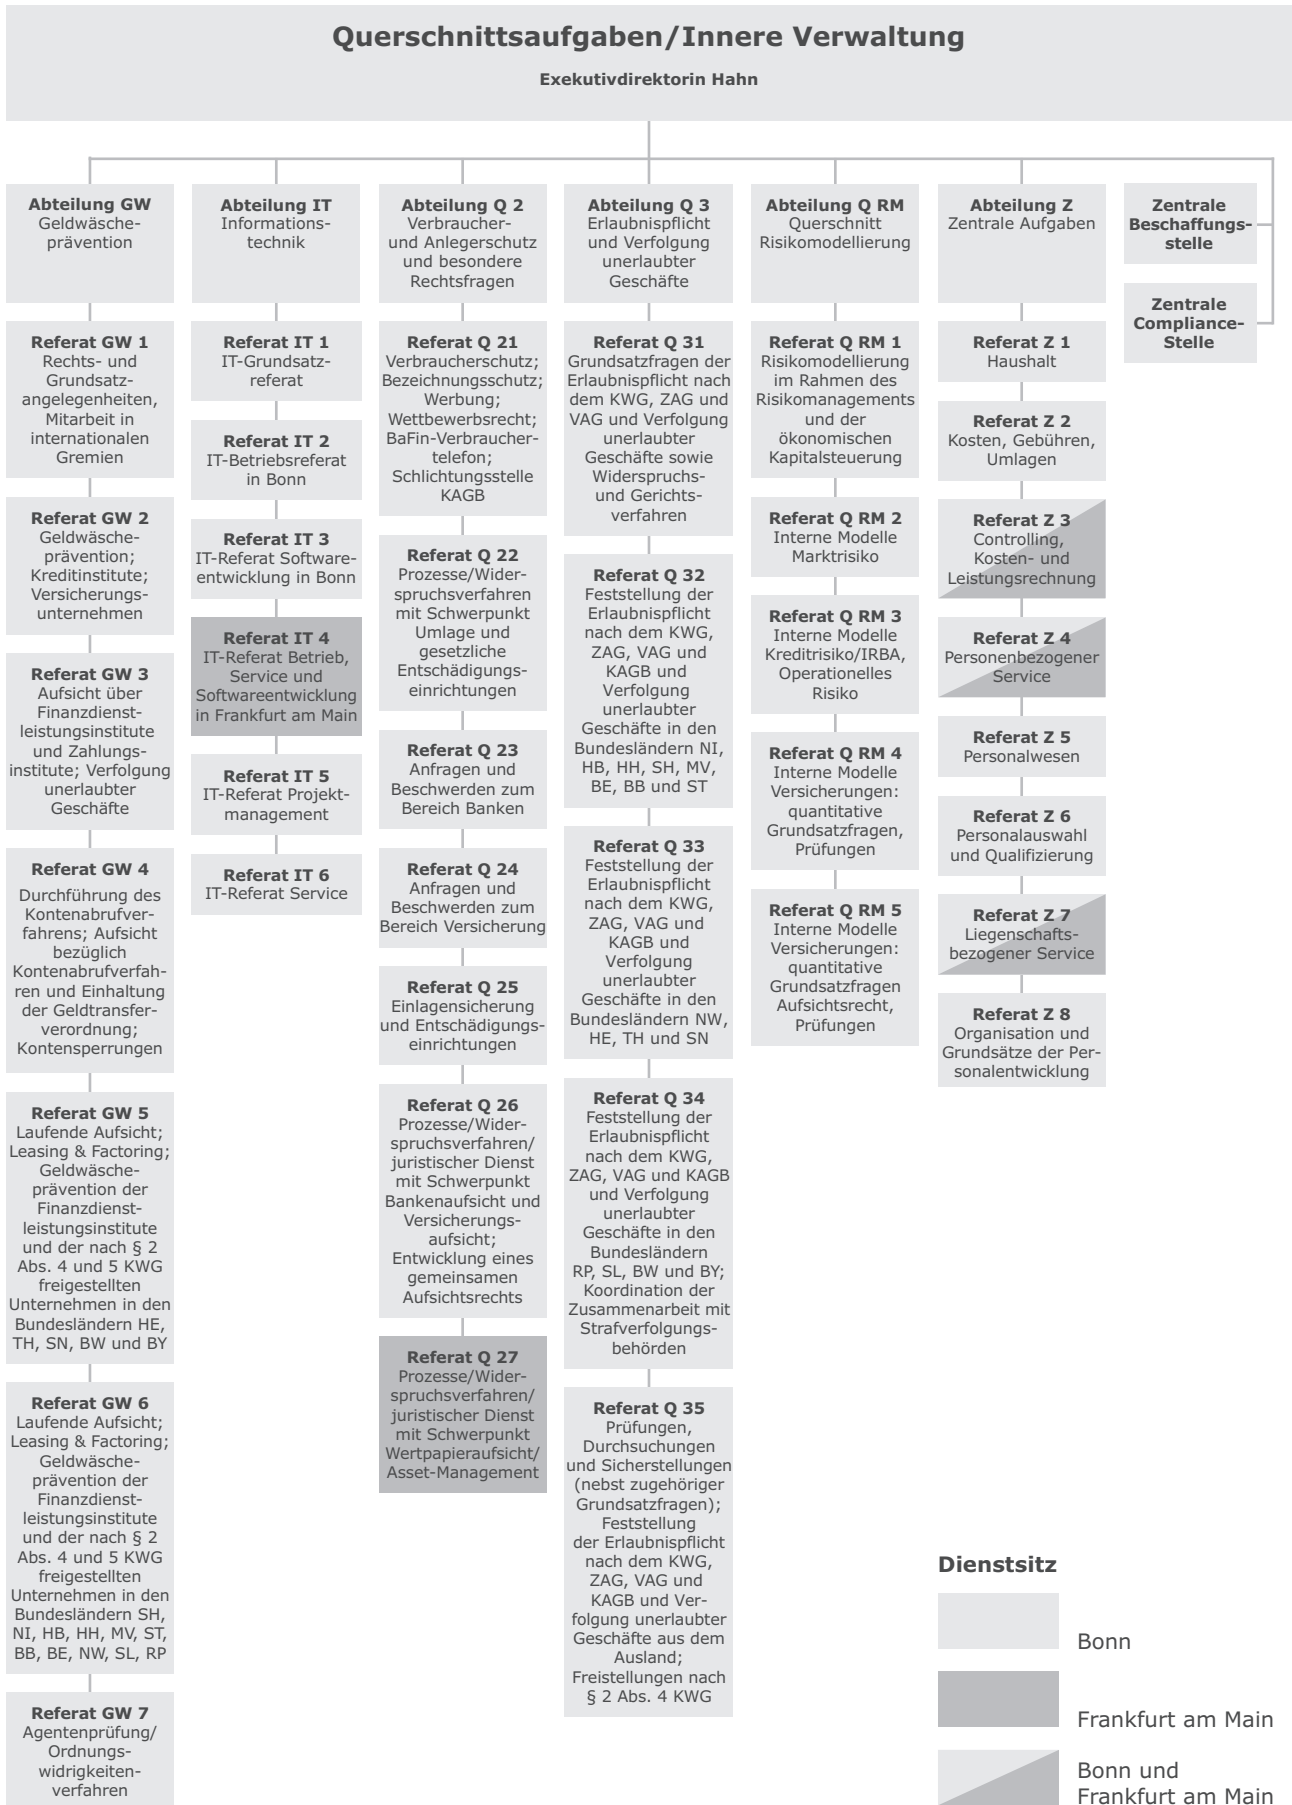 Querschnittsaufgaben/Innere Verwaltung
Exekutivdirektorin Hahn
Abteilung GW
Geldwäsche-
prävention
Referat GW 1
Rechts- und
Grundsatz-
angelegenheiten,
Mitarbeit in
internationalen
Gremien
Referat GW 2
Geldwäsche-
prävention;
Kreditinstitute;
Versicherungs-
unternehmen
Referat GW 3
Aufsicht über
Finanzdienst-
leistungsinstitute
und Zahlungs-
institute; Verfolgung
unerlaubter
Geschäfte
Referat GW 4
Durchführung des
Kontenabrufver-
fahrens; Aufsicht
bezüglich
Kontenabrufverfah-
ren und Einhaltung
der Geldtransfer-
verordnung;
Kontensperrungen
Referat GW 5
Laufende Aufsicht;
Leasing & Factoring;
Geldwäsche-
prävention der
Finanzdienst-
leistungsinstitute
und der nach § 2
Abs. 4 und 5 KWG
freigestellten
Unternehmen in den
Bundesländern HE,
TH, SN, BW und BY
Referat GW 6
Laufende Aufsicht;
Leasing & Factoring;
Geldwäsche-
prävention der
Finanzdienst-
leistungsinstitute
und der nach § 2
Abs. 4 und 5 KWG
freigestellten
Unternehmen in den
Bundesländern SH,
NI, HB, HH, MV, ST,
BB, BE, NW, SL, RP
Referat GW 7
Agentenprüfung/
Ordnungs-
widrigkeiten-
verfahren
Abteilung IT
Informations-
technik
Referat IT 1
IT-Grundsatz-
referat
Referat IT 2
IT-Betriebsreferat
in Bonn
Referat IT 3
IT-Referat Software-
entwicklung in Bonn
Referat IT 4
IT-Referat Betrieb,
Service und
Softwareentwicklung
in Frankfurt am Main
Referat IT 5
IT-Referat Projekt-
management
Referat IT 6
IT-Referat Service
Abteilung Q 2
Verbraucher-
und Anlegerschutz
und besondere
Rechtsfragen
Referat Q 21
Verbraucherschutz;
Bezeichnungsschutz;
Werbung;
Wettbewerbsrecht;
BaFin-Verbraucher-
telefon;
Schlichtungsstelle
KAGB
Referat Q 22
Prozesse/Wider-
spruchsverfahren
mit Schwerpunkt
Umlage und
gesetzliche
Entschädigungs-
einrichtungen
Referat Q 23
Anfragen und
Beschwerden zum
Bereich Banken
Referat Q 24
Anfragen und
Beschwerden zum
Bereich Versicherung
Referat Q 25
Einlagensicherung
und Entschädigungs-
einrichtungen
Referat Q 26
Prozesse/Wider-
spruchsverfahren/
juristischer Dienst
mit Schwerpunkt
Bankenaufsicht und
Versicherungs-
aufsicht;
Entwicklung eines
gemeinsamen
Aufsichtsrechts
Referat Q 27
Prozesse/Wider-
spruchsverfahren/
juristischer Dienst
mit Schwerpunkt
Wertpapieraufsicht/
Asset-Management
Abteilung Q 3
Erlaubnispflicht
und Verfolgung
unerlaubter
Geschäfte
Referat Q 31
Grundsatzfragen der
Erlaubnispflicht nach
dem KWG, ZAG und
VAG und Verfolgung
unerlaubter
Geschäfte sowie
Widerspruchs-
und Gerichts-
verfahren
Referat Q 32
Feststellung der
Erlaubnispflicht
nach dem KWG,
ZAG, VAG und
KAGB und
Verfolgung
unerlaubter
Geschäfte in den
Bundesländern NI,
HB, HH, SH, MV,
BE, BB und ST
Referat Q 33
Feststellung der
Erlaubnispflicht
nach dem KWG,
ZAG, VAG und
KAGB und
Verfolgung
unerlaubter
Geschäfte in den
Bundesländern NW,
HE, TH und SN
Referat Q 34
Feststellung der
Erlaubnispflicht
nach dem KWG,
ZAG, VAG und KAGB
und Verfolgung
unerlaubter
Geschäfte in den
Bundesländern
RP, SL, BW und BY;
Koordination der
Zusammenarbeit mit
Strafverfolgungs-
behörden
Referat Q 35
Prüfungen,
Durchsuchungen
und Sicherstellungen
(nebst zugehöriger
Grundsatzfragen);
Feststellung
der Erlaubnispflicht
nach dem KWG,
ZAG, VAG und
KAGB und Ver-
folgung unerlaubter
Geschäfte aus dem
Ausland;
Freistellungen nach
§ 2 Abs. 4 KWG
Abteilung Q RM
Querschnitt
Risikomodellierung
Referat Q RM 1
Risikomodellierung
im Rahmen des
Risikomanagements
und der
ökonomischen
Kapitalsteuerung
Referat Q RM 2
Interne Modelle
Marktrisiko
Referat Q RM 3
Interne Modelle
Kreditrisiko/IRBA,
Operationelles
Risiko
Referat Q RM 4
Interne Modelle
Versicherungen:
quantitative
Grundsatzfragen,
Prüfungen
Referat Q RM 5
Interne Modelle
Versicherungen:
quantitative
Grundsatzfragen
Aufsichtsrecht,
Prüfungen
Abteilung Z
Zentrale Aufgaben
Referat Z 1
Haushalt
Referat Z 2
Kosten, Gebühren,
Umlagen
Referat Z 3
Controlling,
Kosten- und
Leistungsrechnung
Referat Z 4
Personenbezogener
Service
Referat Z 5
Personalwesen
Referat Z 6
Personalauswahl
und Qualifizierung
Referat Z 7
Liegenschafts-
bezogener Service
Referat Z 8
Organisation und
Grundsätze der Per-
sonalentwicklung
Zentrale
Beschaffungs-
stelle
Zentrale
Compliance-
Stelle
Dienstsitz
Bonn
Frankfurt am Main
Bonn und
Frankfurt am Main